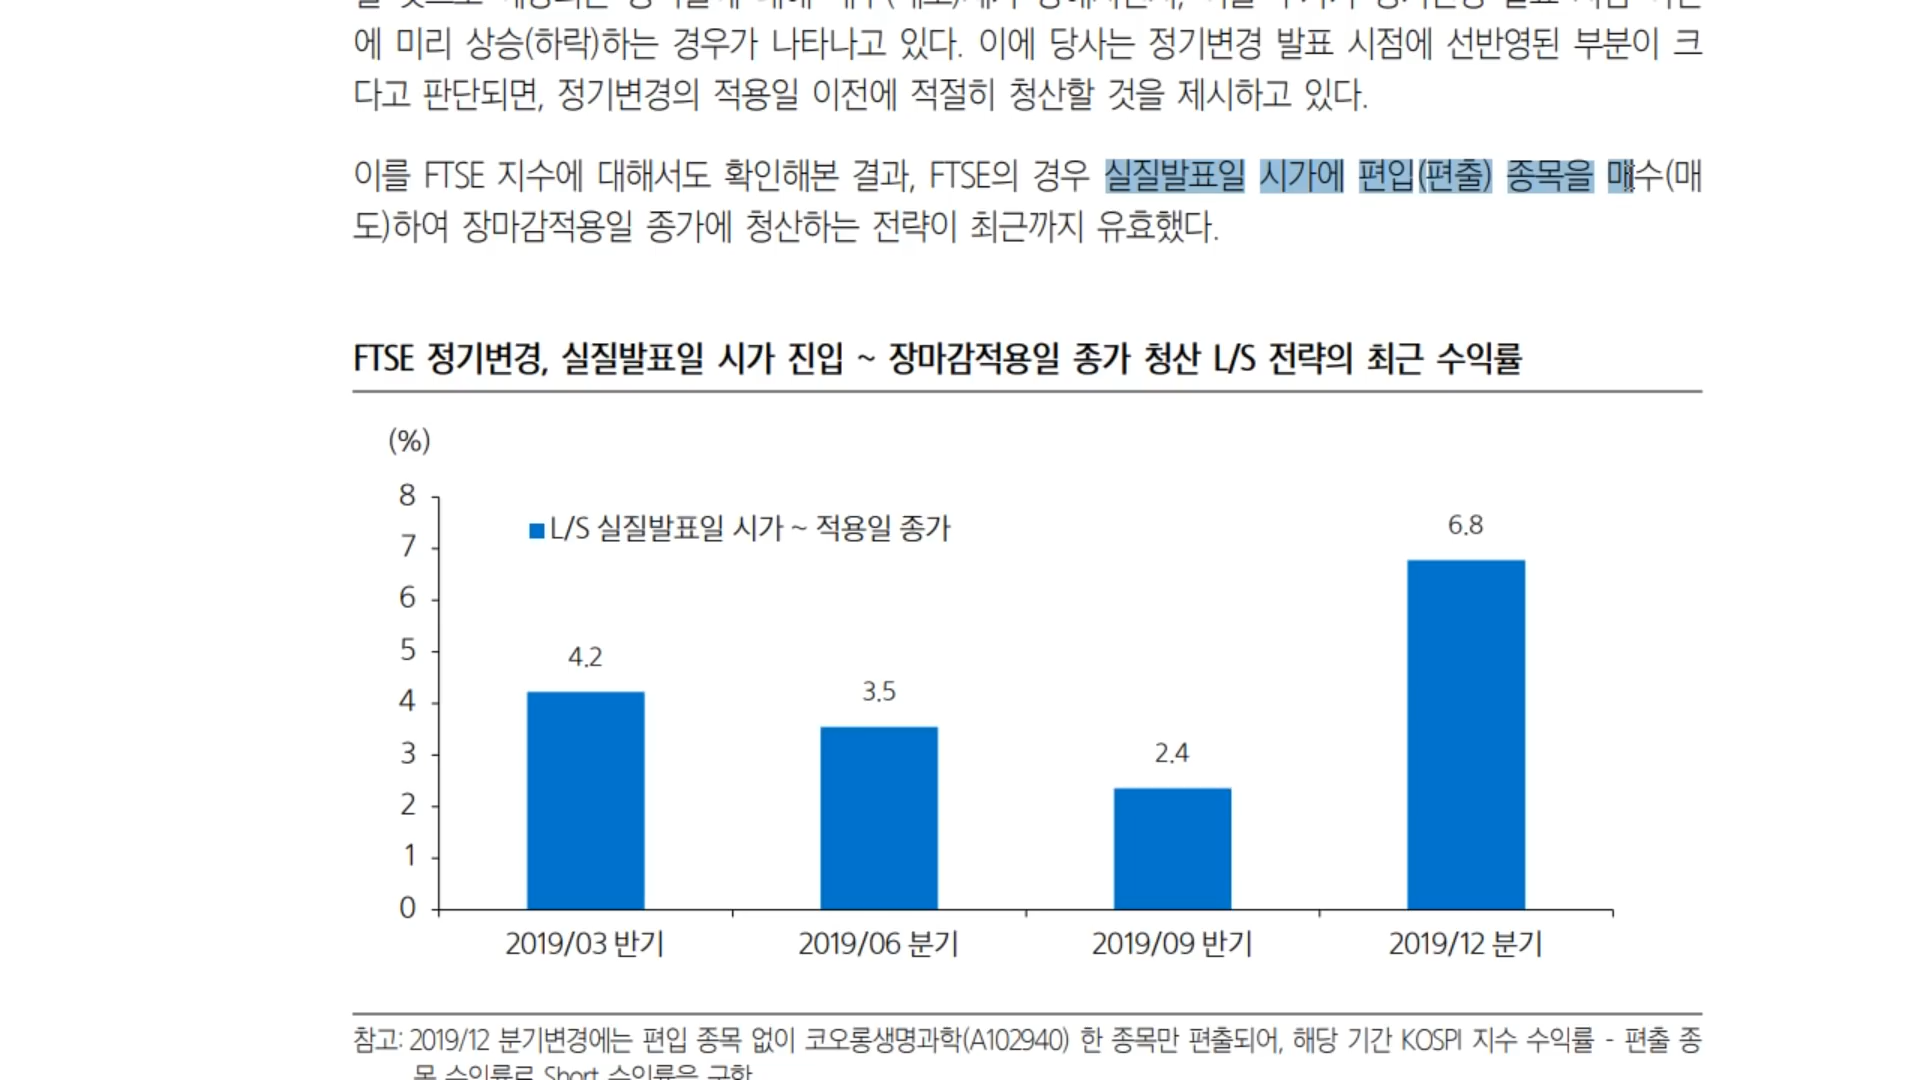 에 미리 상승(하락)하는 경우가 나타나고 있다. 이에 당사는 정기변경 발표 시점에 선반영된 부분이 크
다고 판단되면, 정기변경의 적용일 이전에 적절히 청산할 것을 제시하고 있다.
이를 FTSE 지수에 대해서도 확인해본 결과, FTSE의 경우 실질발표일 시가에 편입(편출) 종목을 매수(매
도)하여 장마감적용일 종가에 청산하는 전략이 최근까지 유효했다.
FTSE 정기변경, 실질발표일 시가 진입 ~ 장마감적용일 종가 청산 L/S 전략의 최근 수익률
(%)
L/S 실질발표일 시가 ~ 적용일 종가
8
7
6
5
4
3
2
1
0
4.2
3.5
2.4
6.8
2019/03 반기
2019/06 분기
2019/09 반기
2019/12 분기
참고: 2019/12 분기변경에는 편입 종목 없이 코오롱생명과학(A102940) 한 종목만 편출되어, 해당 기간 KOSPI 지수 수익률 - 편출 종
목 수익률로 Short 수익률을 구함